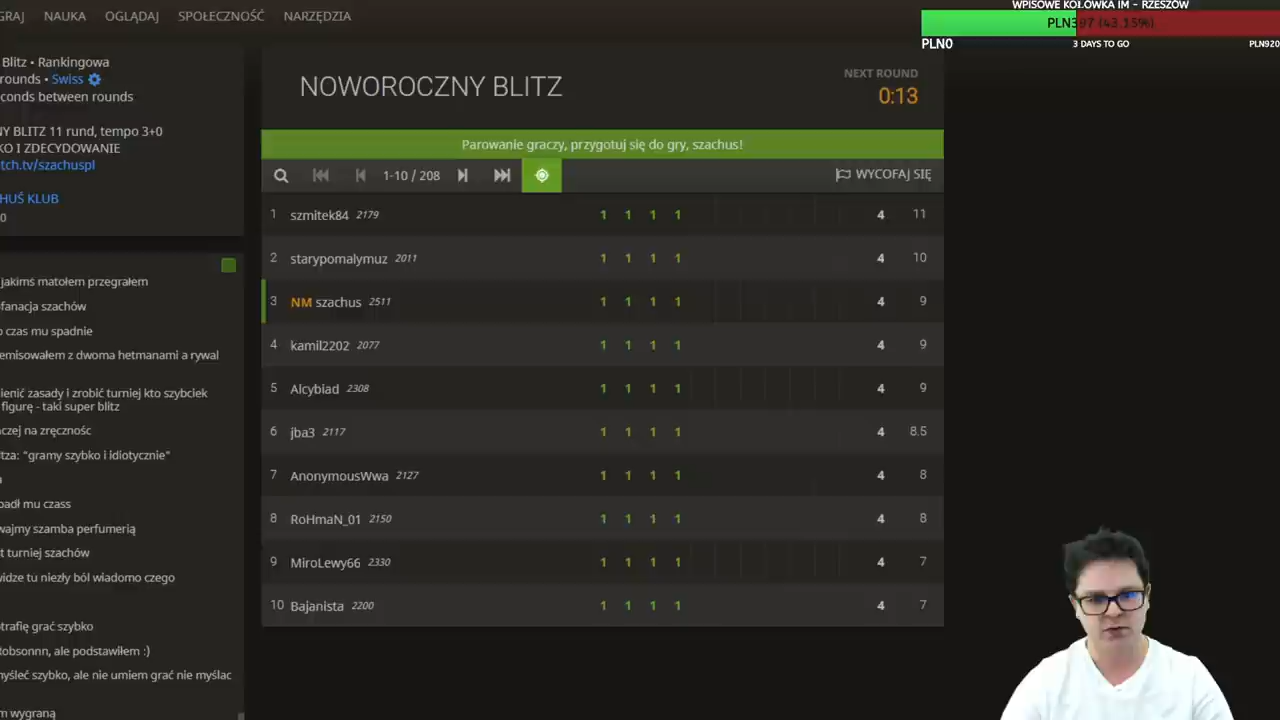 GRAJ NAUKA OGLĄDAJ SPOŁECZNOŚĆ NARZĘDZIA
WPISOWE KOŁÓWKA IM - RZESZÓW
PLN397 (43.15%)
PLN0 3 DAYS TO GO PLN920
Blitz • Rankingowa
rounds • Swiss
conds between rounds
NY BLITZ 11 rund, tempo 3+0
KO I ZDECYDOWANIE
tch.tv/szachuspl
HUŚ KLUB
0
NOWOROCZNY BLITZ
NEXT ROUND
0:13
Parowanie graczy, przygotuj się do gry, szachus!
1-10 / 208
WYCOFAJ SIĘ
1 szmitek84 2179 1 1 1 1 4 11
2 starypomalymuz 2011 1 1 1 1 4 10
3 NM szachus 2511 1 1 1 1 4 9
4 kamil2202 2077 1 1 1 1 4 9
5 Alcybiad 2308 1 1 1 1 4 9
6 jba3 2117 1 1 1 1 4 8.5
7 AnonymousWwa 2127 1 1 1 1 4 8
8 RoHmaN_01 2150 1 1 1 1 4 8
9 MiroLewy66 2330 1 1 1 1 4 7
10 Bajanista 2200 1 1 1 1 4 7
jakimś matołem przegrałem
ofanacja szachów
o czas mu spadnie
emisowałem z dwoma hetmanami a rywal
ienić zasady i zrobić turniej kto szybciek
figurę - taki super blitz
czej na zręcznośc
tza: "gramy szybko i idiotycznie"
a
padł mu czass
wajmy szamba perfumerią
t turniej szachów
widze tu niezły ból wiadomo czego
trafię grać szybko
Robsonnn, ale podstawiłem :)
myśleć szybko, ale nie umiem grać nie myślac
m wygraną